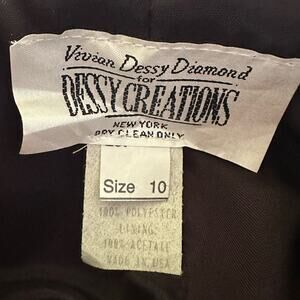 Vivian Dessy Diamond
for
DESSY CREATIONS
NEW YORK
DRY CLEAN ONLY
Size 10
100% POLYESTER
LINING
100% ACETATE
MADE IN USA